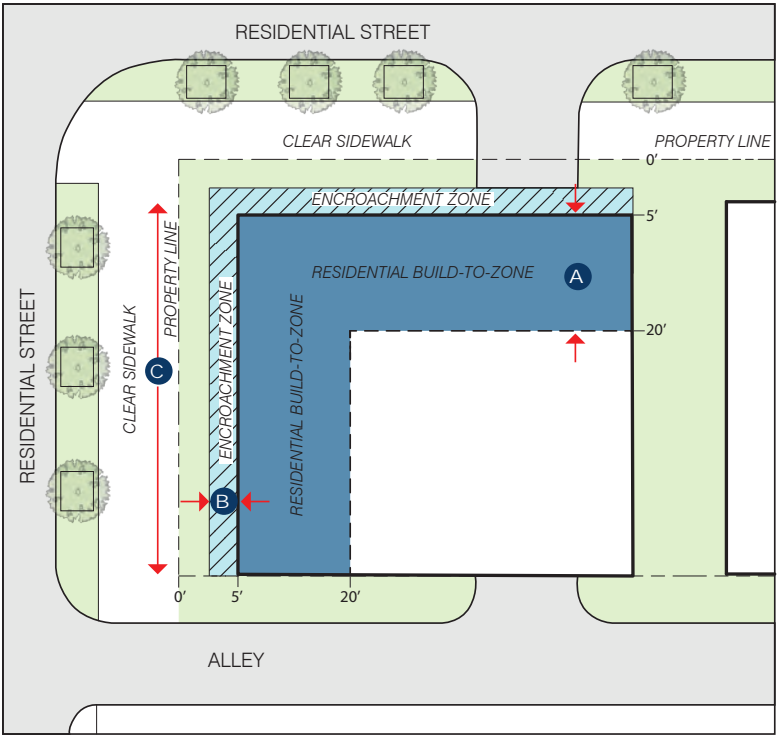 RESIDENTIAL STREET
CLEAR SIDEWALK
PROPERTY LINE
0’
ENCROACHMENT ZONE
5’
RESIDENTIAL BUILD-TO-ZONE
A
20’
PROPERTY LINE
ENCROACHMENT ZONE
RESIDENTIAL BUILD-TO-ZONE
CLEAR SIDEWALK
RESIDENTIAL STREET
C
B
0’
5’
20’
ALLEY